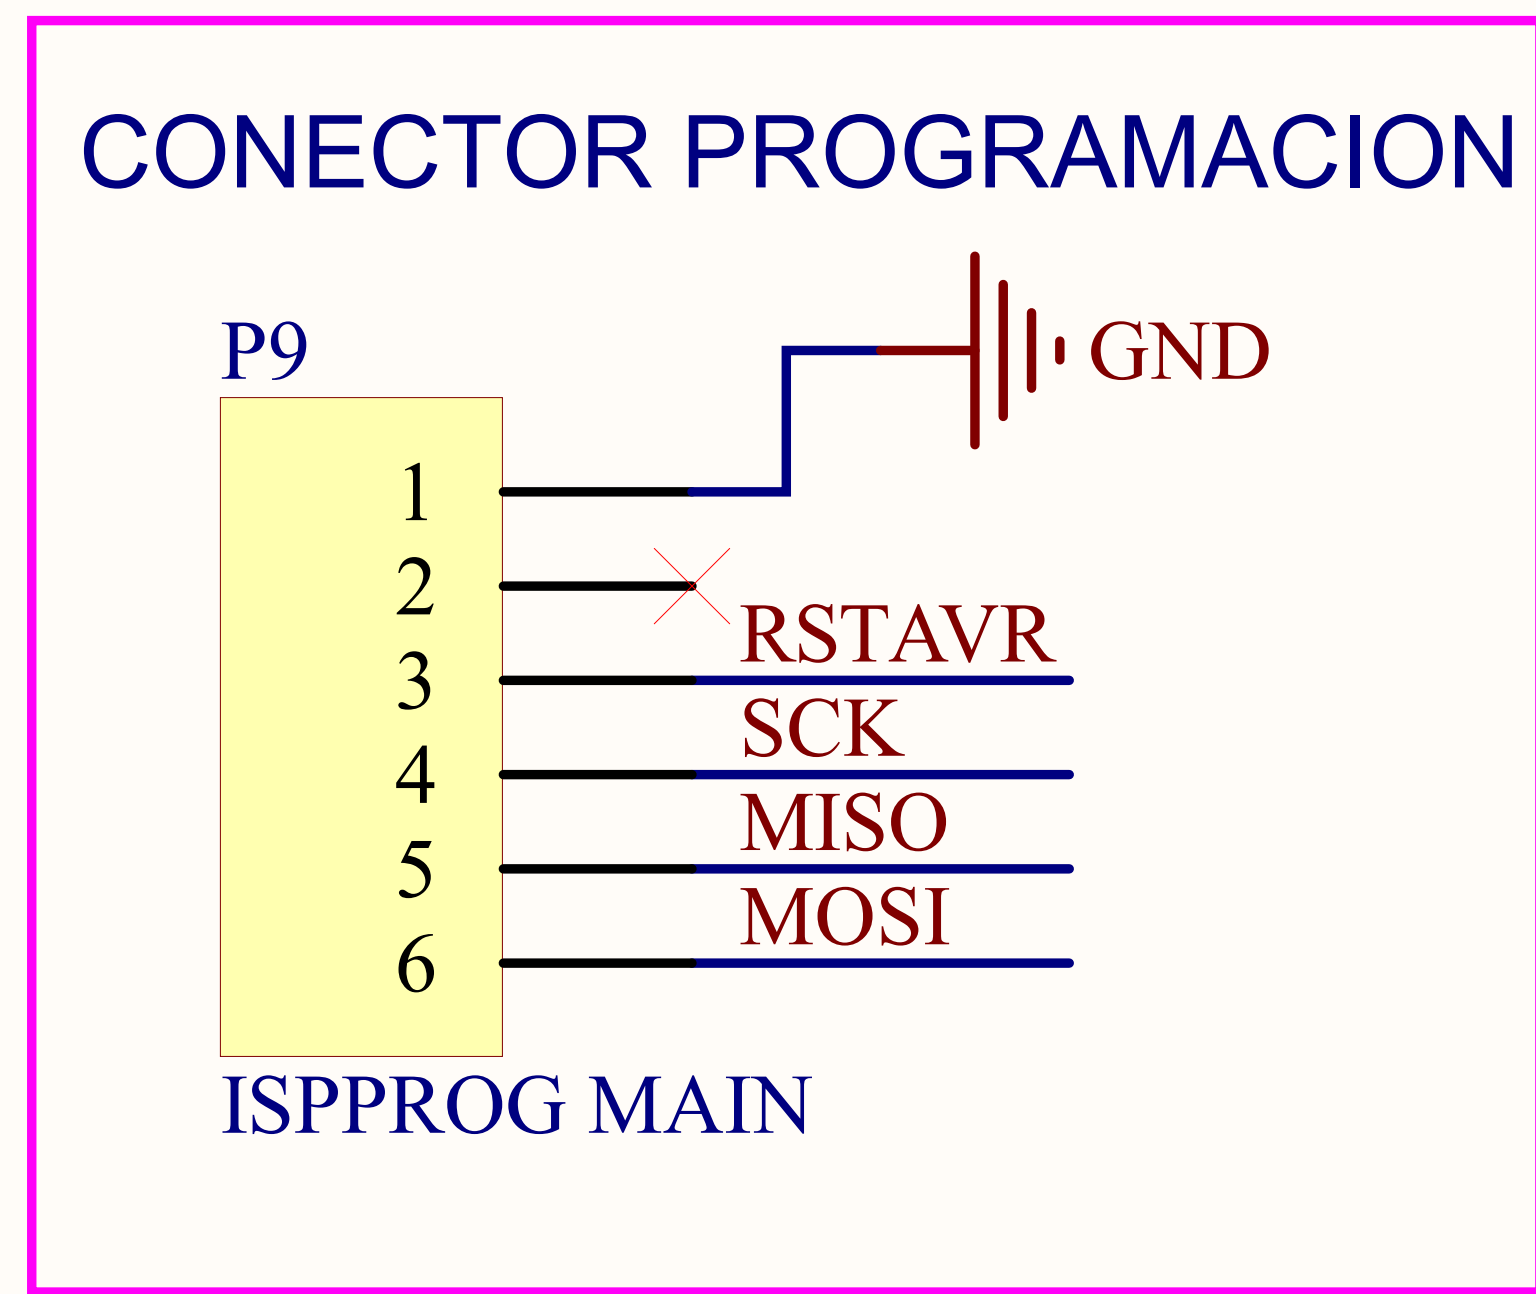 CONECTOR PROGRAMACION
P9
GND
1
2
RSTAVR
3
SCK
4
MISO
5
MOSI
6
ISPPROG MAIN